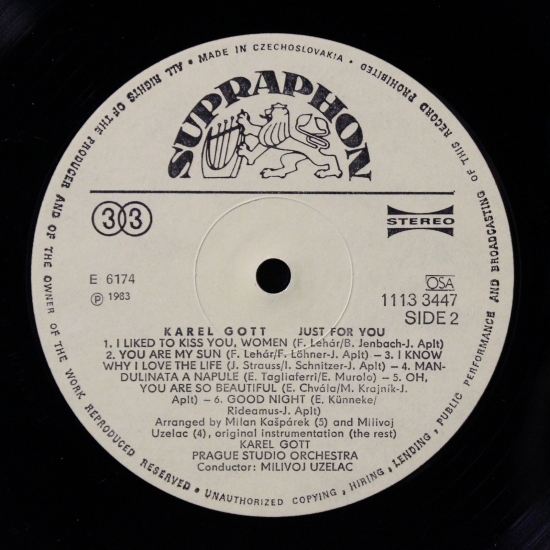 • MADE IN CZECHOSLOVAKIA •
ALL RIGHTS OF THE PRODUCER AND OF THE OWNER OF THE WORK REPRODUCED RESERVED • UNAUTHORIZED COPYING, HIRING, LENDING, PUBLIC PERFORMANCE AND BROADCASTING OF THIS RECORD PROHIBITED
SUPRAPHON
33
STEREO
E 6174
OSA
℗ 1983
1113 3447
SIDE 2
KAREL GOTT JUST FOR YOU
1. I LIKED TO KISS YOU, WOMEN (F. Lehár/B. Jenbach-J. Aplt)
2. YOU ARE MY SUN (F. Lehár/F. Löhner-J. Aplt) – 3. I KNOW
WHY I LOVE THE LIFE (J. Strauss/I. Schnitzer-J. Aplt) – 4. MAN-
DULINATA A NAPULE (E. Tagliaferri/E. Murolo) – 5. OH,
YOU ARE SO BEAUTIFUL (E. Chvála/M. Krajník-J.
Aplt) – 6. GOOD NIGHT (E. Künneke/
Rideamus-J. Aplt)
Arranged by Milan Kašpárek (5) and Milivoj
Uzelac (4), original instrumentation (the rest)
KAREL GOTT
PRAGUE STUDIO ORCHESTRA
Conductor: MILIVOJ UZELAC